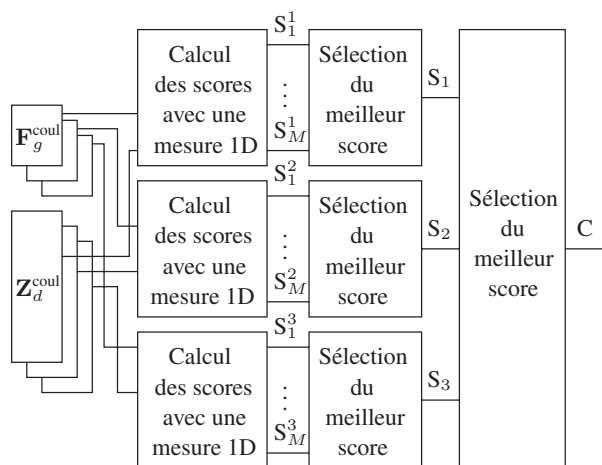 F_g^coul
Z_d^coul
Calcul
des scores
avec une
mesure 1D
S_1^1
⋮
S_M^1
Sélection
du
meilleur
score
S_1
Calcul
des scores
avec une
mesure 1D
S_1^2
⋮
S_M^2
Sélection
du
meilleur
score
S_2
Calcul
des scores
avec une
mesure 1D
S_1^3
⋮
S_M^3
Sélection
du
meilleur
score
S_3
Sélection
du
meilleur
score
C